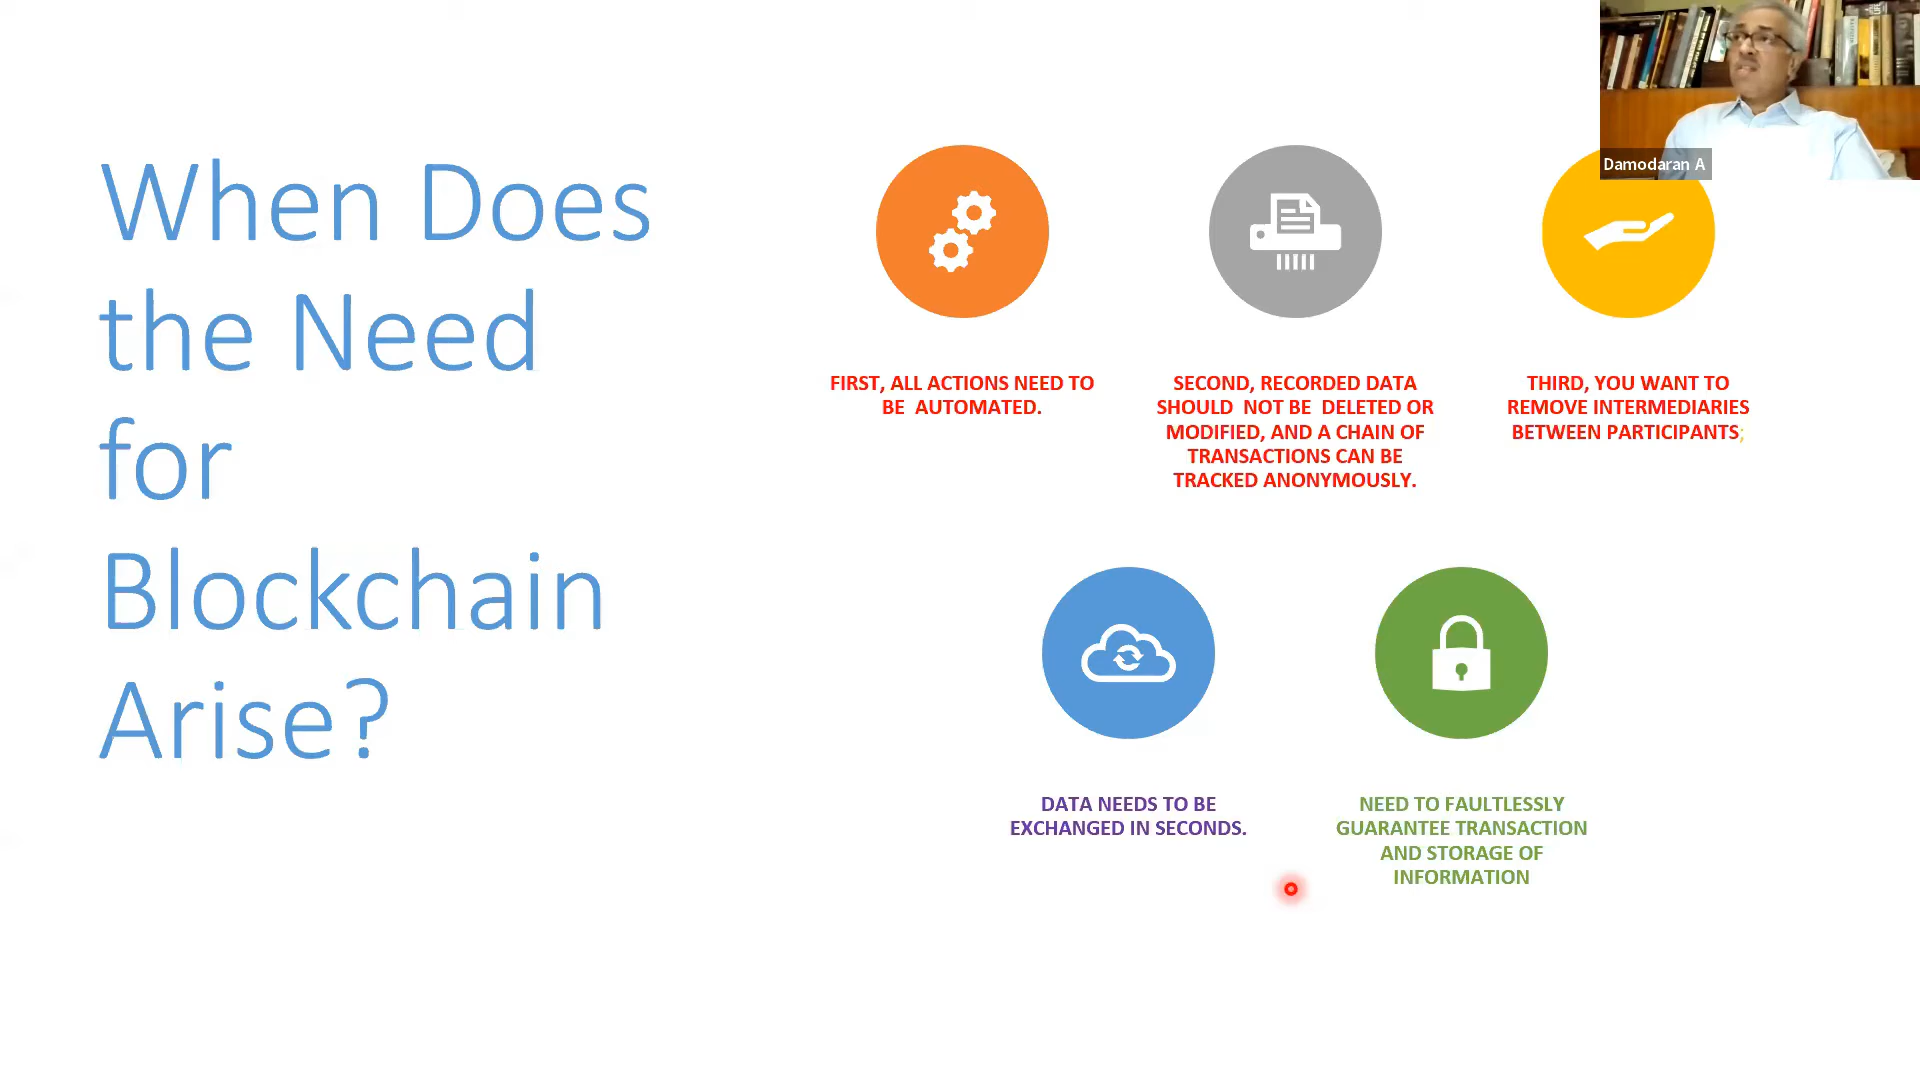 When Does
the Need
for
Blockchain
Arise?
Damodaran A
FIRST, ALL ACTIONS NEED TO
BE AUTOMATED.
SECOND, RECORDED DATA
SHOULD NOT BE DELETED OR
MODIFIED, AND A CHAIN OF
TRANSACTIONS CAN BE
TRACKED ANONYMOUSLY.
THIRD, YOU WANT TO
REMOVE INTERMEDIARIES
BETWEEN PARTICIPANTS;
DATA NEEDS TO BE
EXCHANGED IN SECONDS.
NEED TO FAULTLESSLY
GUARANTEE TRANSACTION
AND STORAGE OF
INFORMATION